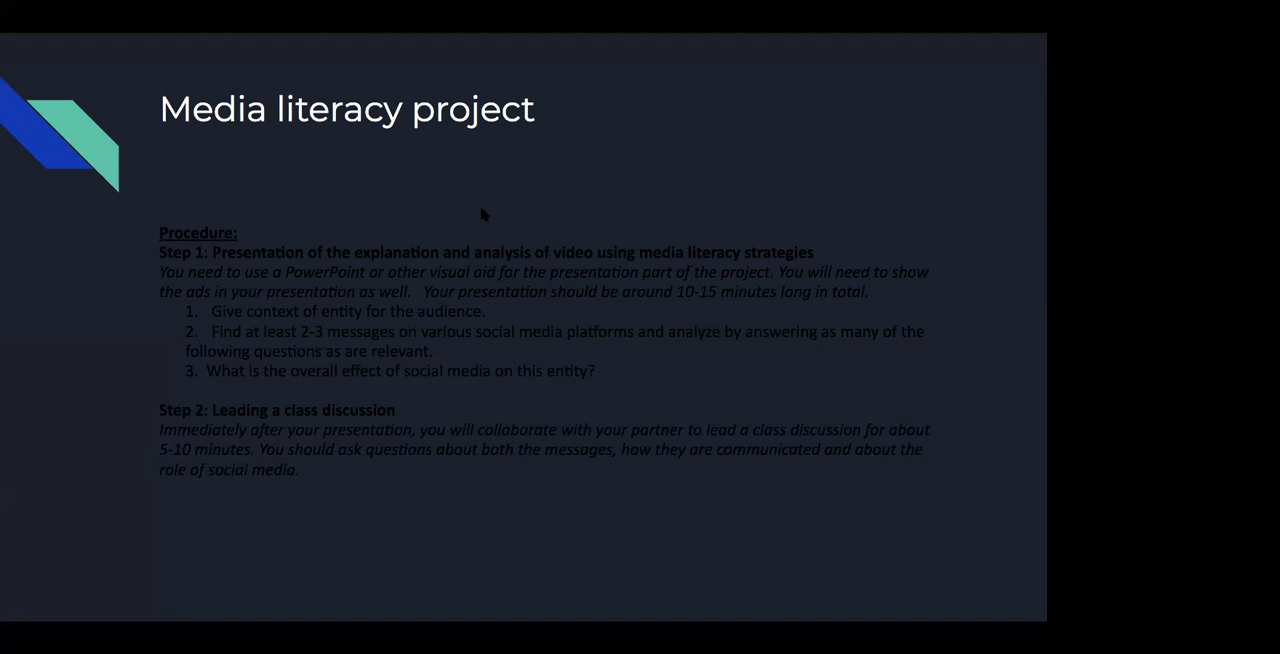 Media literacy project
Procedure:
Step 1: Presentation of the explanation and analysis of video using media literacy strategies
You need to use a PowerPoint or other visual aid for the presentation part of the project. You will need to show
the ads in your presentation as well.   Your presentation should be around 10-15 minutes long in total.
1.   Give context of entity for the audience.
2.   FInd at least 2-3 messages on various social media platforms and analyze by answering as many of the
following questions as are relevant.
3.  What is the overall effect of social media on this entity?
Step 2: Leading a class discussion
Immediately after your presentation, you will collaborate with your partner to lead a class discussion for about
5-10 minutes. You should ask questions about both the messages, how they are communicated and about the
role of social media.